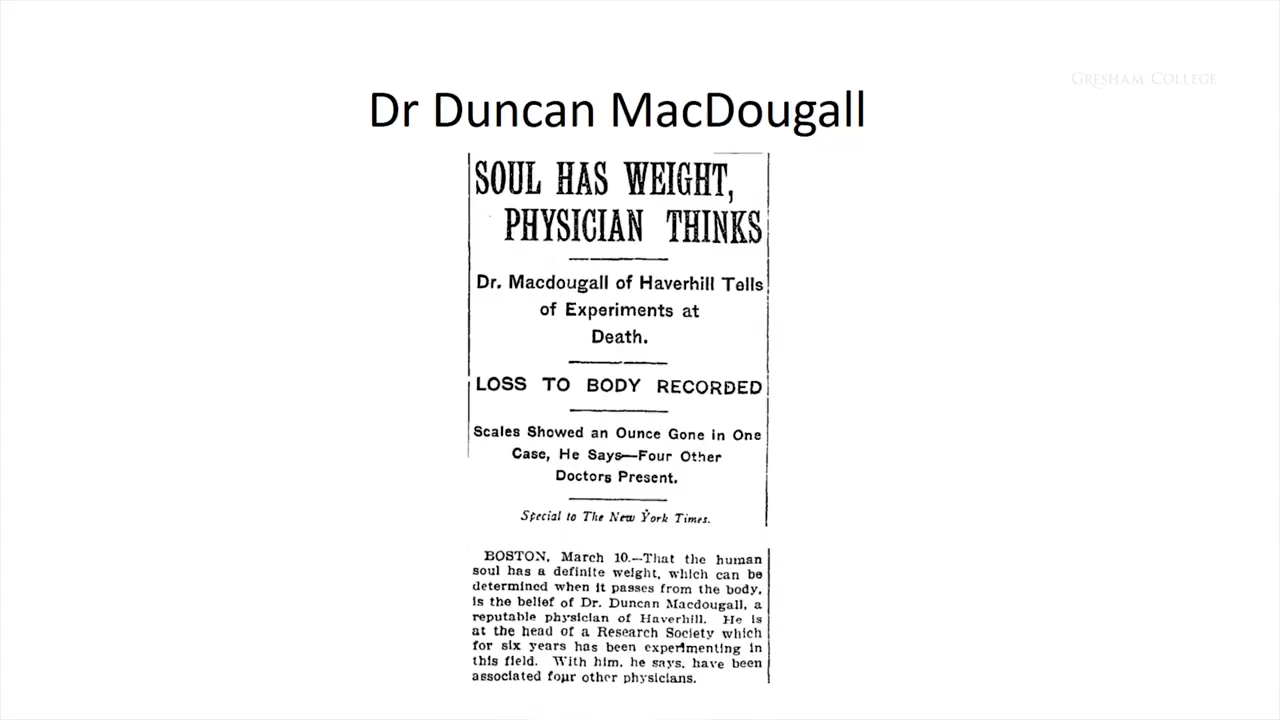 GRESHAM COLLEGE
Dr Duncan MacDougall
SOUL HAS WEIGHT,
PHYSICIAN THINKS
Dr. Macdougall of Haverhill Tells
of Experiments at
Death.
LOSS TO BODY RECORDED
Scales Showed an Ounce Gone in One
Case, He Says—Four Other
Doctors Present.
Special to The New York Times.
BOSTON, March 10.—That the human
soul has a definite weight, which can be
determined when it passes from the body,
is the belief of Dr. Duncan Macdougall, a
reputable physician of Haverhill. He is
at the head of a Research Society which
for six years has been experimenting in
this field. With him, he says, have been
associated four other physicians.